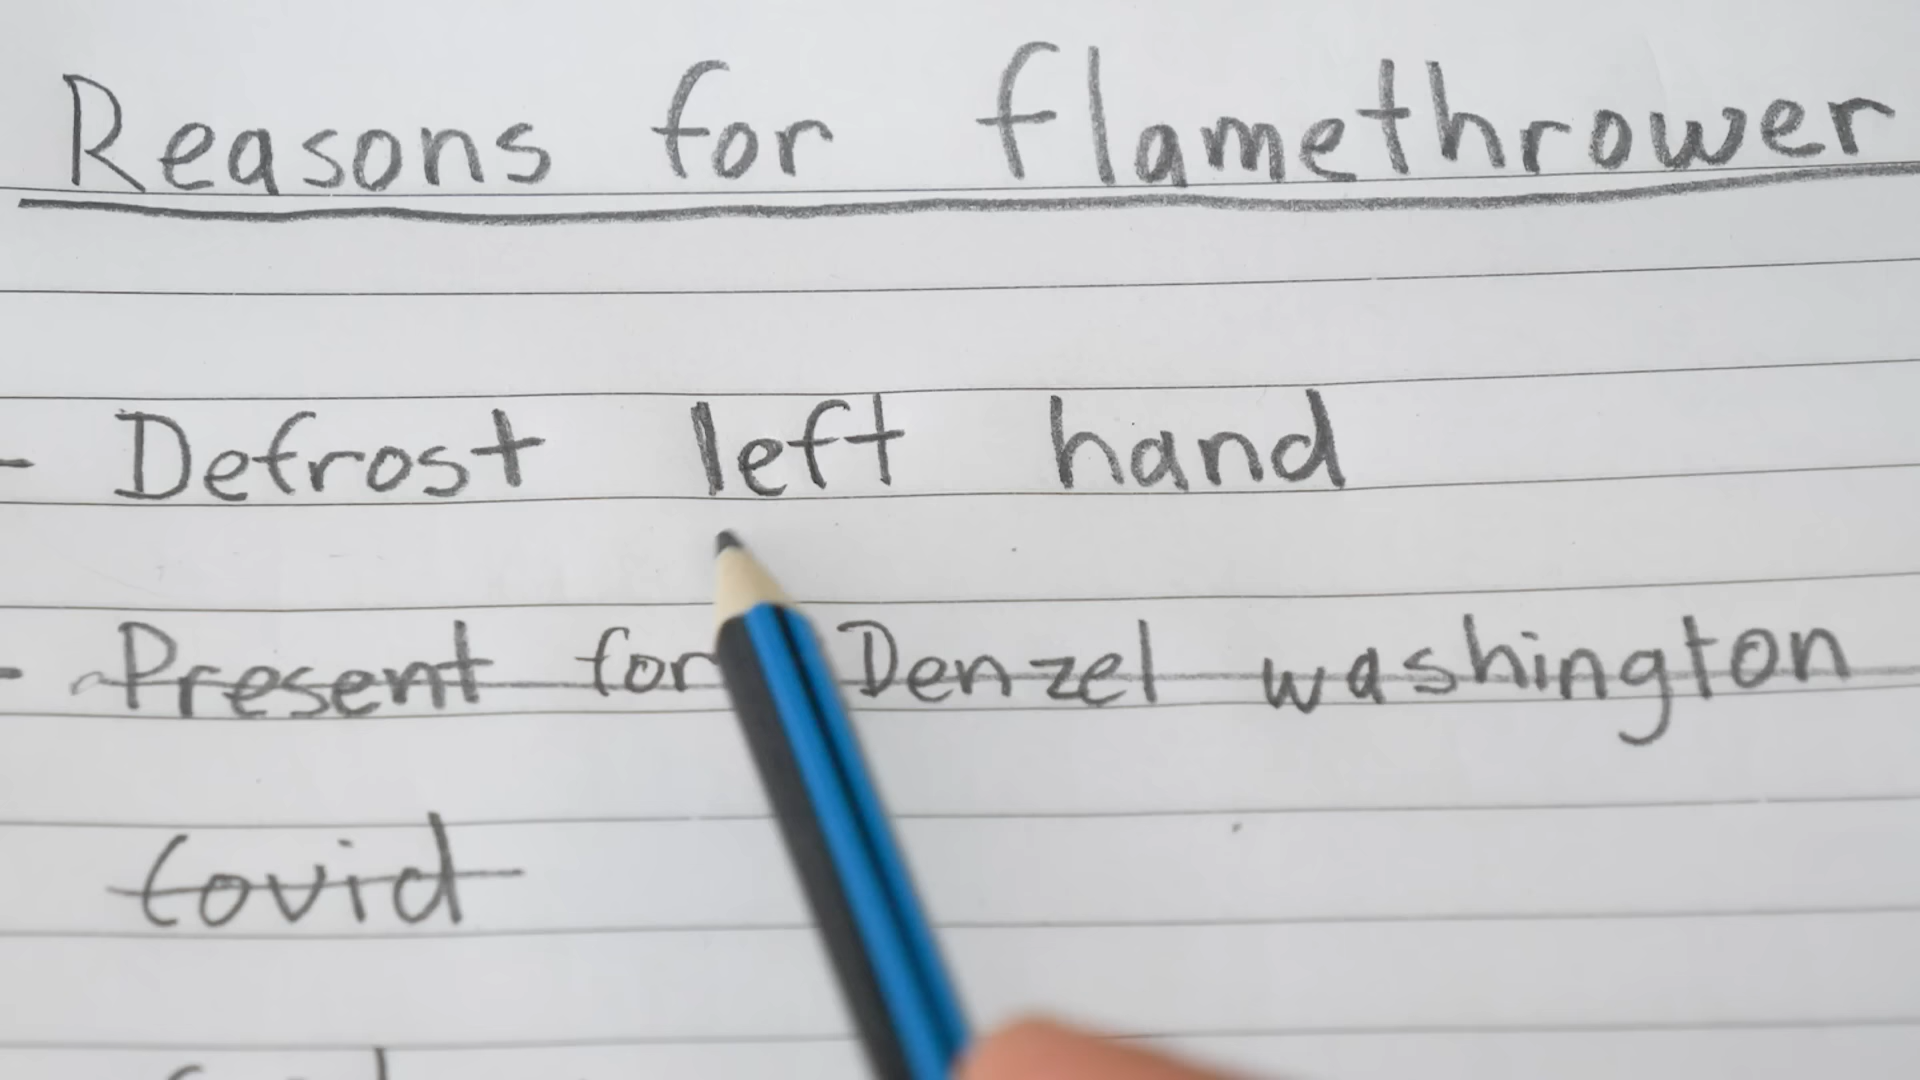 Reasons for flamethrower
- Defrost left hand
- Present for Denzel washington
Covid